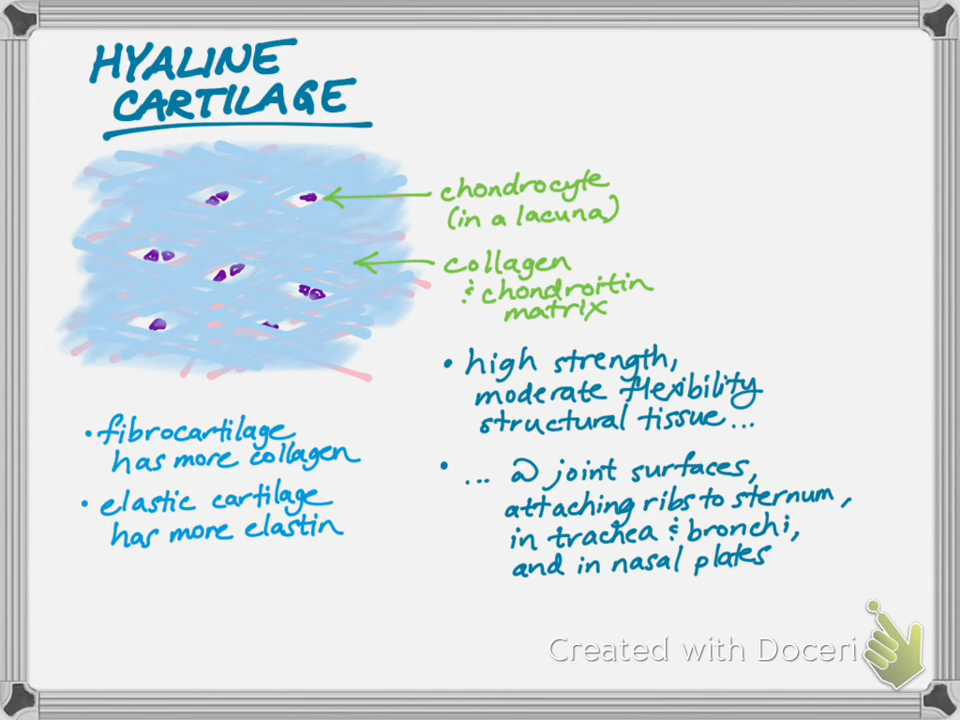 HYALINE
CARTILAGE
chondrocyte
(in a lacuna)
collagen
& chondroitin
matrix
• high strength,
moderate flexibility
structural tissue...
• ... @ joint surfaces,
attaching ribs to sternum,
in trachea & bronchi,
and in nasal plates
• fibrocartilage
has more collagen
• elastic cartilage
has more elastin
Created with Doceri